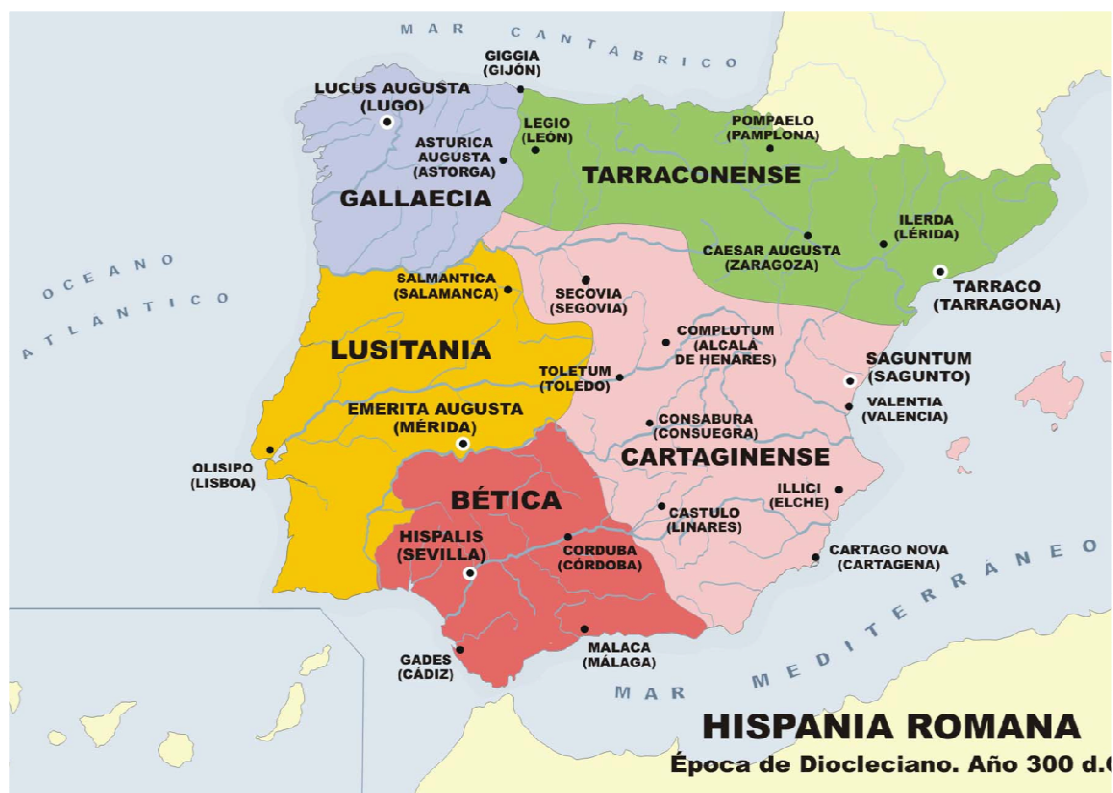 MAR CANTÁBRICO
GIGGIA
(GIJÓN)
LUCUS AUGUSTA
(LUGO)
LEGIO
(LEÓN)
POMPAELO
(PAMPLONA)
ASTURICA
AUGUSTA
(ASTORGA)
TARRACONENSE
GALLAECIA
ILERDA
(LÉRIDA)
CAESAR AUGUSTA
(ZARAGOZA)
OCEANO
ATLANTICO
SALMANTICA
(SALAMANCA)
SECOVIA
(SEGOVIA)
TARRACO
(TARRAGONA)
COMPLUTUM
(ALCALÁ
DE HENARES)
LUSITANIA
SAGUNTUM
(SAGUNTO)
TOLETUM
(TOLEDO)
VALENTIA
(VALENCIA)
EMERITA AUGUSTA
(MÉRIDA)
CONSABURA
(CONSUEGRA)
CARTAGINENSE
OLISIPO
(LISBOA)
BÉTICA
ILLICI
(ELCHE)
CASTULO
(LINARES)
HISPALIS
(SEVILLA)
CORDUBA
(CÓRDOBA)
CARTAGO NOVA
(CARTAGENA)
GADES
(CÁDIZ)
MALACA
(MÁLAGA)
MAR MEDITERRÁNEO
HISPANIA ROMANA
Época de Diocleciano. Año 300 d.C